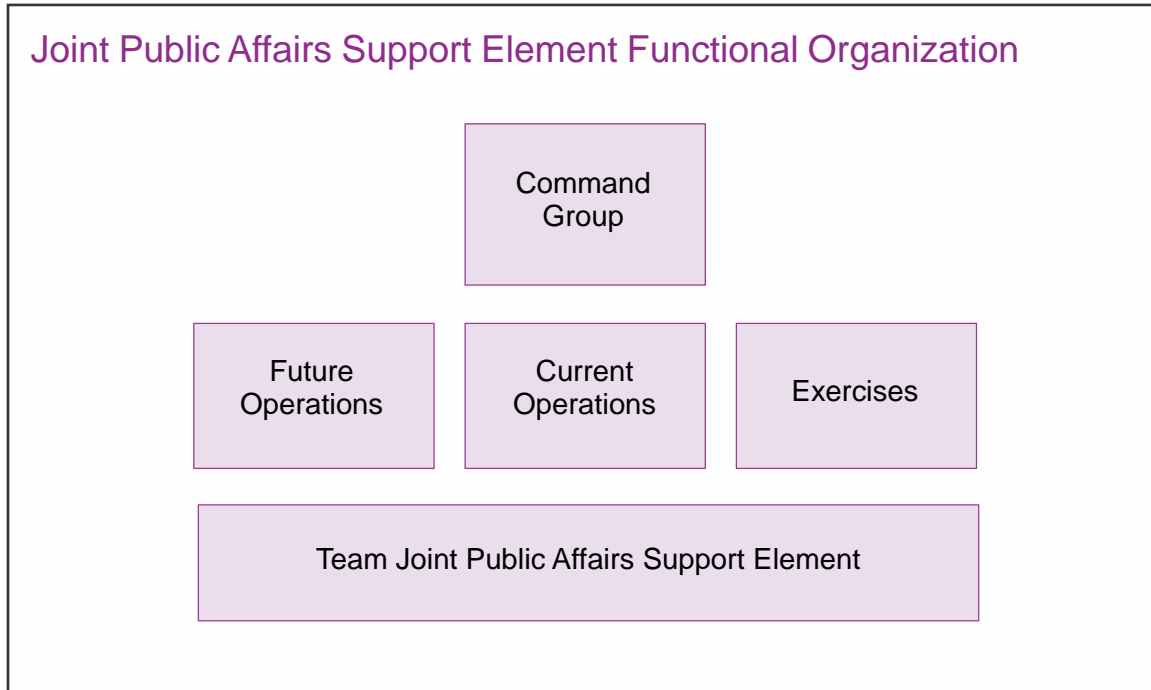 Joint Public Affairs Support Element Functional Organization
Command
Group
Future
Operations
Current
Operations
Exercises
Team Joint Public Affairs Support Element